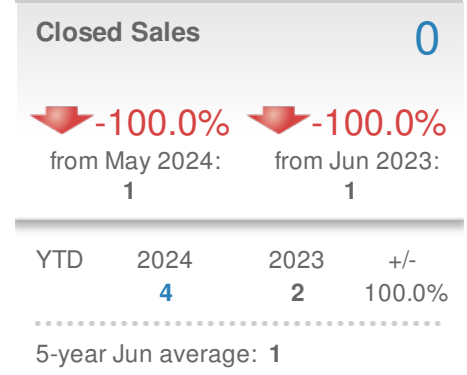 Closed Sales 0
-100.0% -100.0%
from May 2024: from Jun 2023:
1 1
YTD 2024 2023 +/-
4 2 100.0%
5-year Jun average: 1